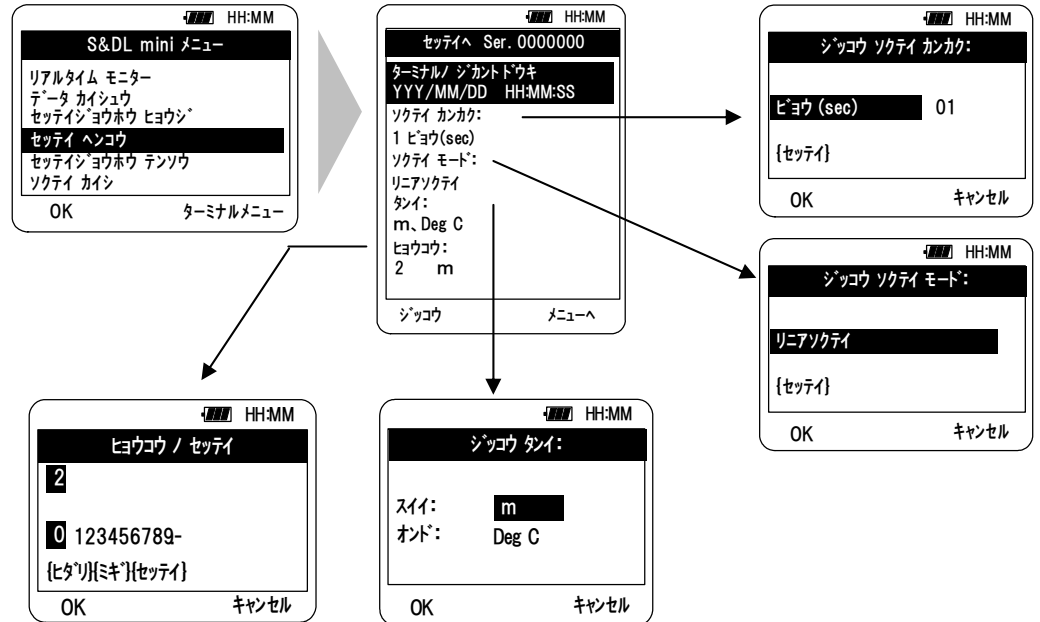 HH:MM
S&DL mini メニュー
リアルタイム モニター
データ カイシュウ
セッテイジョウホウ ヒョウジ
セッテイ ヘンコウ
セッテイジョウホウ テンソウ
ソクテイ カイシ
OK ターミナルメニュー
HH:MM
セッテイヘ Ser. 0000000
ターミナルノ ジカント ドウキ
YYY/MM/DD HH:MM:SS
ソクテイ カンカク:
1 ビョウ(sec)
ソクテイ モード:
リニアソクテイ
タンイ:
m、Deg C
ヒョウコウ:
2 m
ジッコウ メニューヘ
HH:MM
ジッコウ ソクテイ カンカク:
ビョウ (sec) 01
{セッテイ}
OK キャンセル
HH:MM
ジッコウ ソクテイ モード:
リニアソクテイ
{セッテイ}
OK キャンセル
HH:MM
ヒョウコウ ノ セッテイ
2
0 123456789-
{ヒダリ}{ミギ}{セッテイ}
OK キャンセル
HH:MM
ジッコウ タンイ:
スイイ: m
オンド: Deg C
OK キャンセル